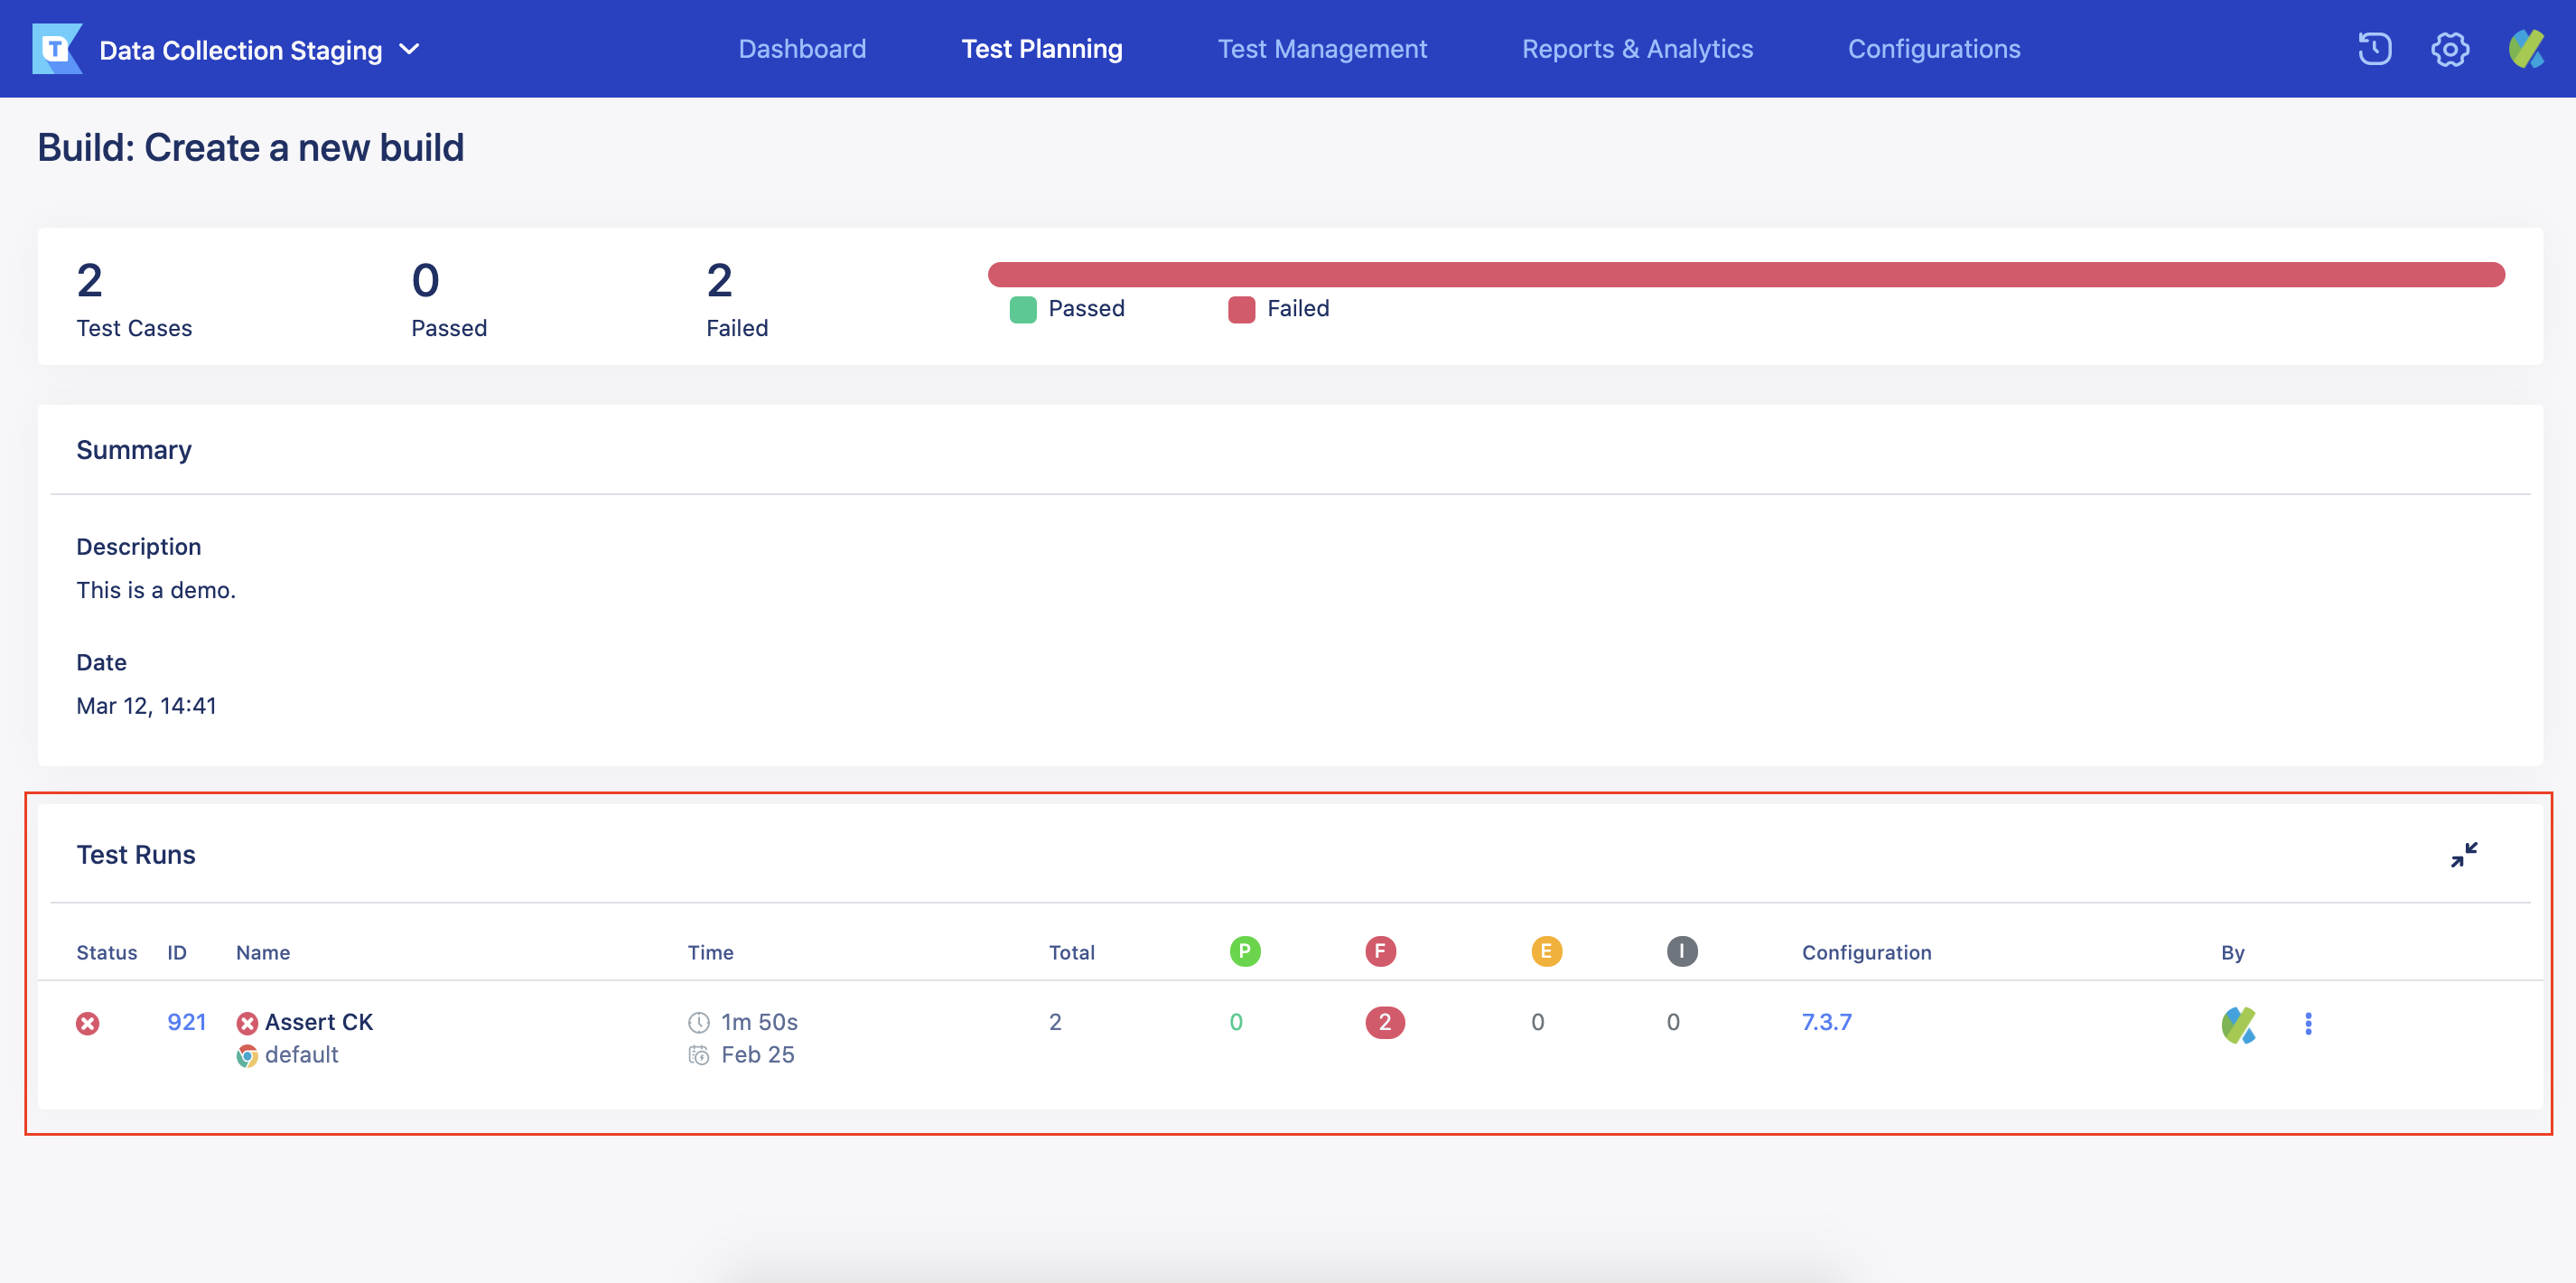 T Data Collection Staging Dashboard Test Planning Test Management Reports & Analytics Configurations
Build: Create a new build
2 0 2
Passed Failed
Test Cases Passed Failed
Summary
Description
This is a demo.
Date
Mar 12, 14:41
Test Runs
Status ID Name Time Total P F E I Configuration By
921 Assert CK 1m 50s 2 0 2 0 0 7.3.7
default Feb 25